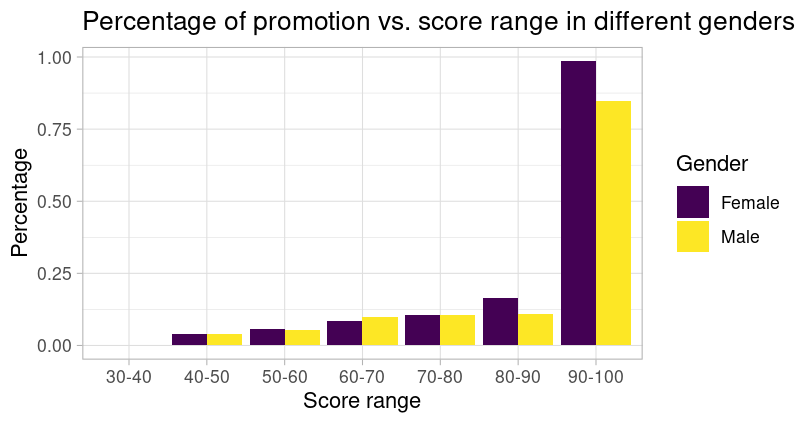 Percentage of promotion vs. score range in different genders
Percentage
1.00
0.75
0.50
0.25
0.00
30-40 40-50 50-60 60-70 70-80 80-90 90-100
Score range
Gender
Female
Male